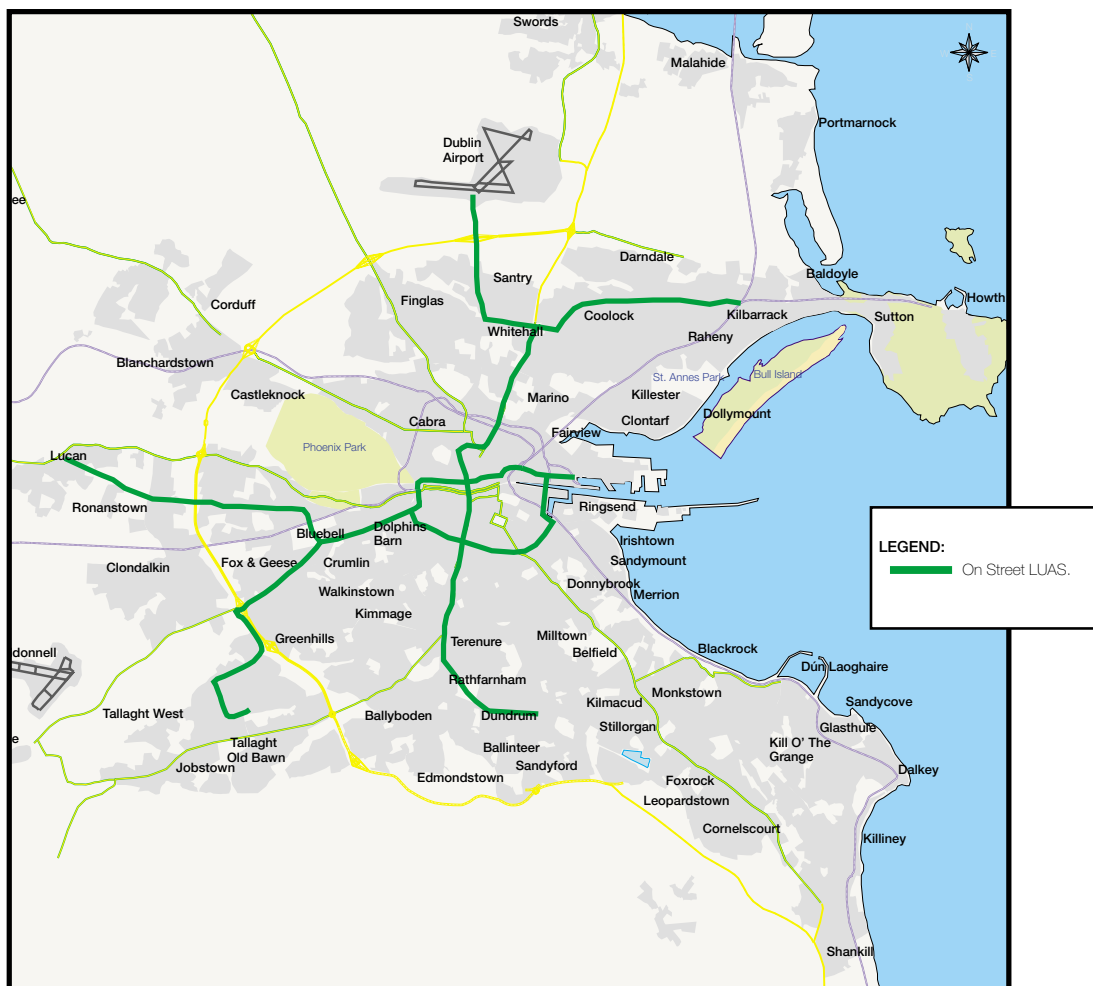 Swords
Malahide
Portmarnock
Dublin
Airport
ee
Darndale
Santry
Baldoyle
Howth
Corduff
Finglas
Coolock
Kilbarrack
Sutton
Whitehall
Raheny
Blanchardstown
St. Annes Park
Bull Island
Castleknock
Marino
Killester
Dollymount
Cabra
Clontarf
Fairview
Phoenix Park
Lucan
Ronanstown
Ringsend
Bluebell
Dolphins
Barn
Irishtown
LEGEND:
On Street LUAS.
Clondalkin
Fox & Geese
Crumlin
Sandymount
Donnybrook
Walkinstown
Merrion
Kimmage
Greenhills
Terenure
Milltown
Belfield
Blackrock
donnell
Dún Laoghaire
Rathfarnham
Monkstown
Kilmacud
Sandycove
Tallaght West
Ballyboden
Dundrum
Stillorgan
Glasthule
e
Tallaght
Old Bawn
Ballinteer
Kill O' The
Grange
Jobstown
Sandyford
Edmondstown
Foxrock
Dalkey
Leopardstown
Cornelscourt
Killiney
Shankill